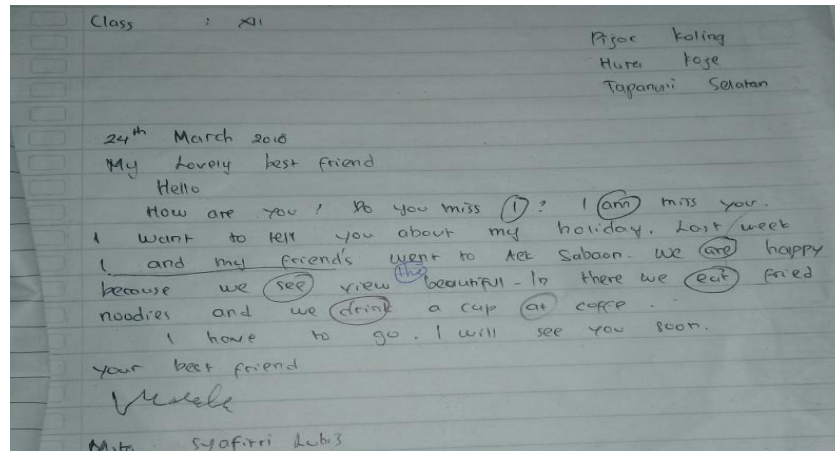 Class : XII
Pijor Koling
Huta Koje
Tapanuli Selatan
24th March 2018
My Lovely best friend
Hello
How are you? Do you miss I? I am miss you.
I want to tell you about my holiday. Last week
I and my friend's went to Aek Sabaon. we are happy
because we see view the beautiful - In there we eat fried
noodles and we drink a cup at coffe.
I have to go. I will see you soon.
your best friend
Syafitri Lubis